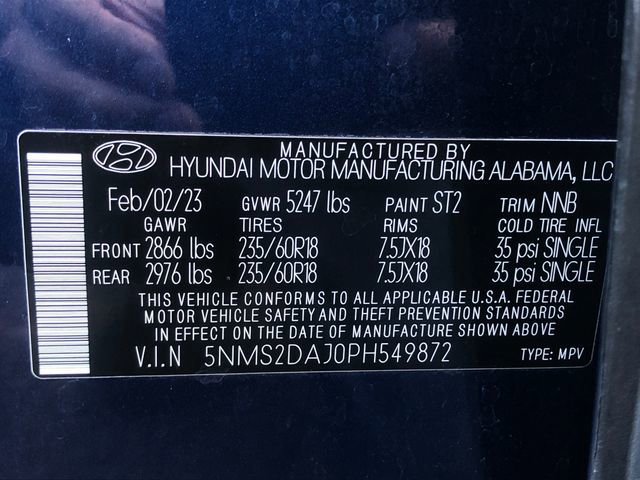 MANUFACTURED BY
HYUNDAI MOTOR MANUFACTURING ALABAMA, LLC
Feb/02/23 GVWR 5247 lbs PAINT ST2 TRIM NNB
GAWR TIRES RIMS COLD TIRE INFL
FRONT 2866 lbs 235/60R18 7.5JX18 35 psi SINGLE
REAR 2976 lbs 235/60R18 7.5JX18 35 psi SINGLE
THIS VEHICLE CONFORMS TO ALL APPLICABLE U.S.A. FEDERAL
MOTOR VEHICLE SAFETY AND THEFT PREVENTION STANDARDS
IN EFFECT ON THE DATE OF MANUFACTURE SHOWN ABOVE
V.I.N 5NMS2DAJ0PH549872 TYPE: MPV